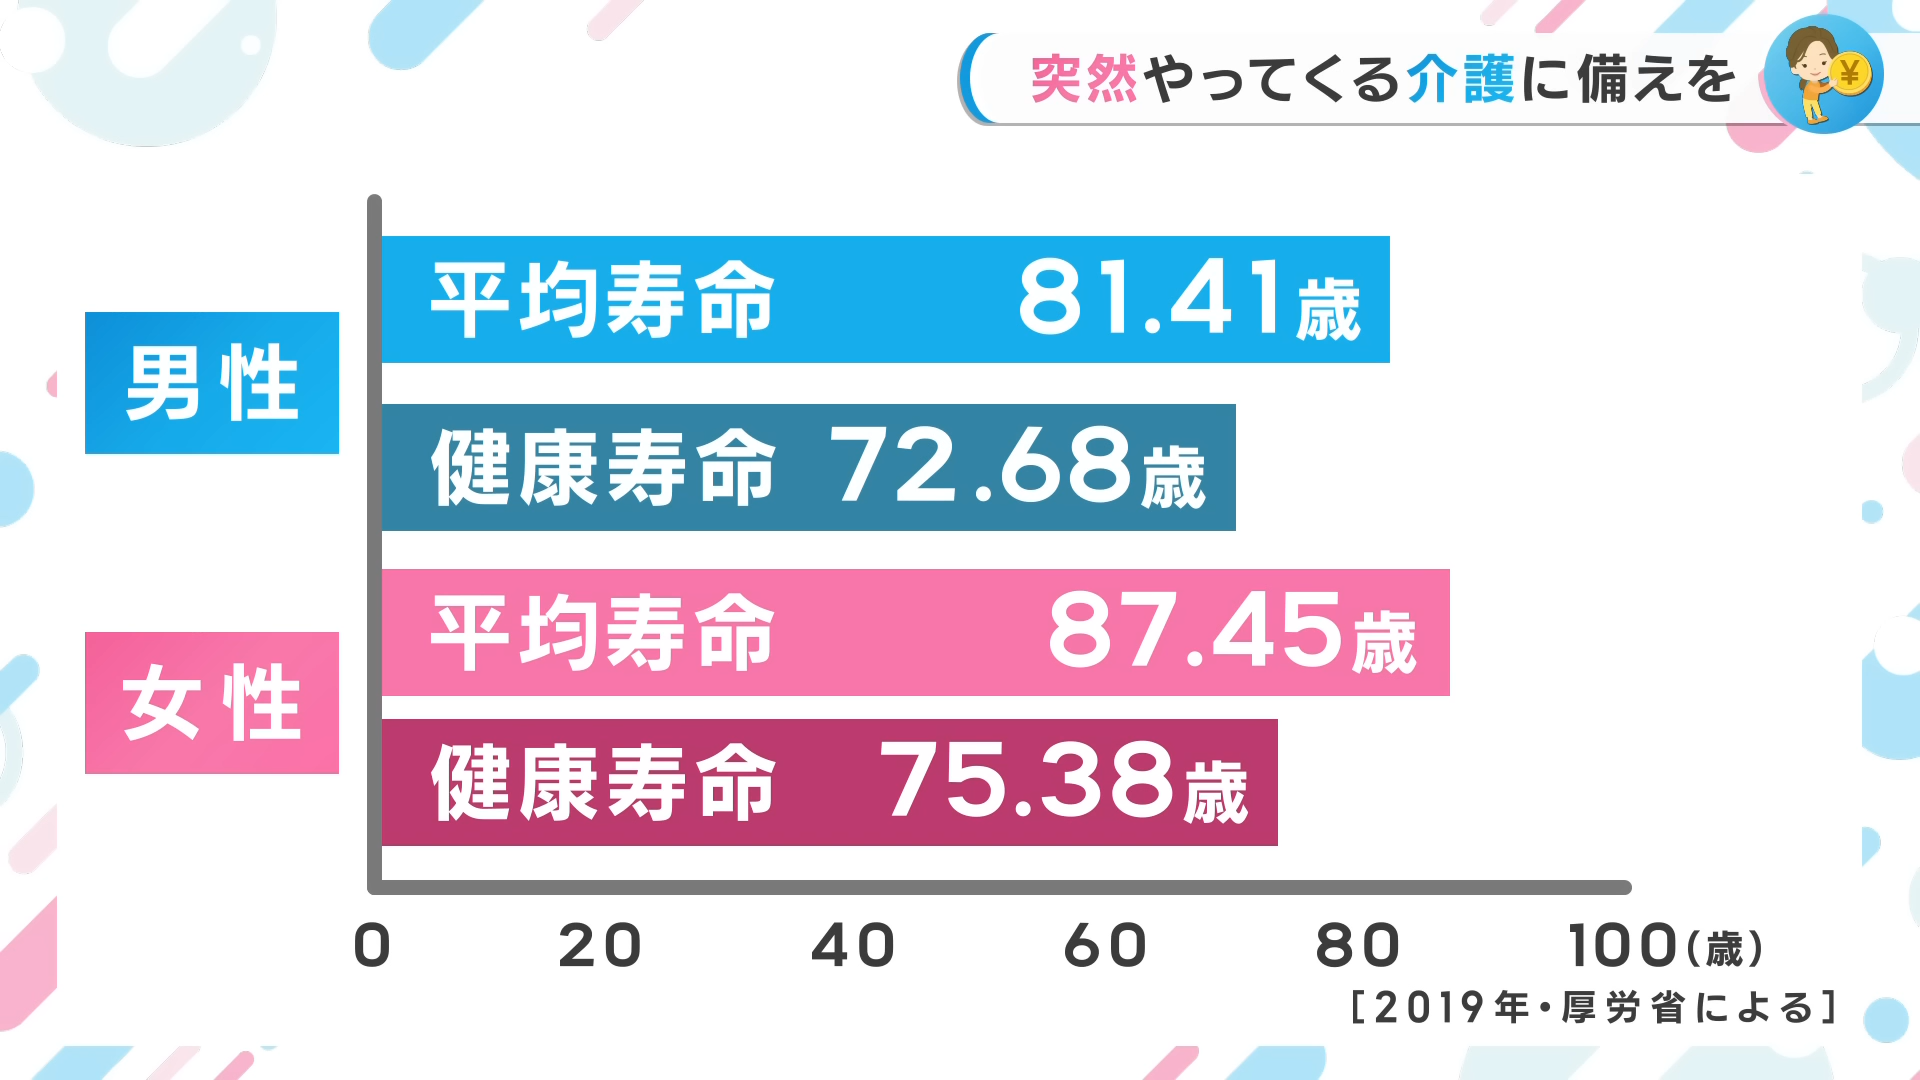 突然やってくる介護に備えを
¥
男性
平均寿命 81.41歳
健康寿命 72.68歳
女性
平均寿命 87.45歳
健康寿命 75.38歳
0 20 40 60 80 100(歳)
[2019年・厚労省による]